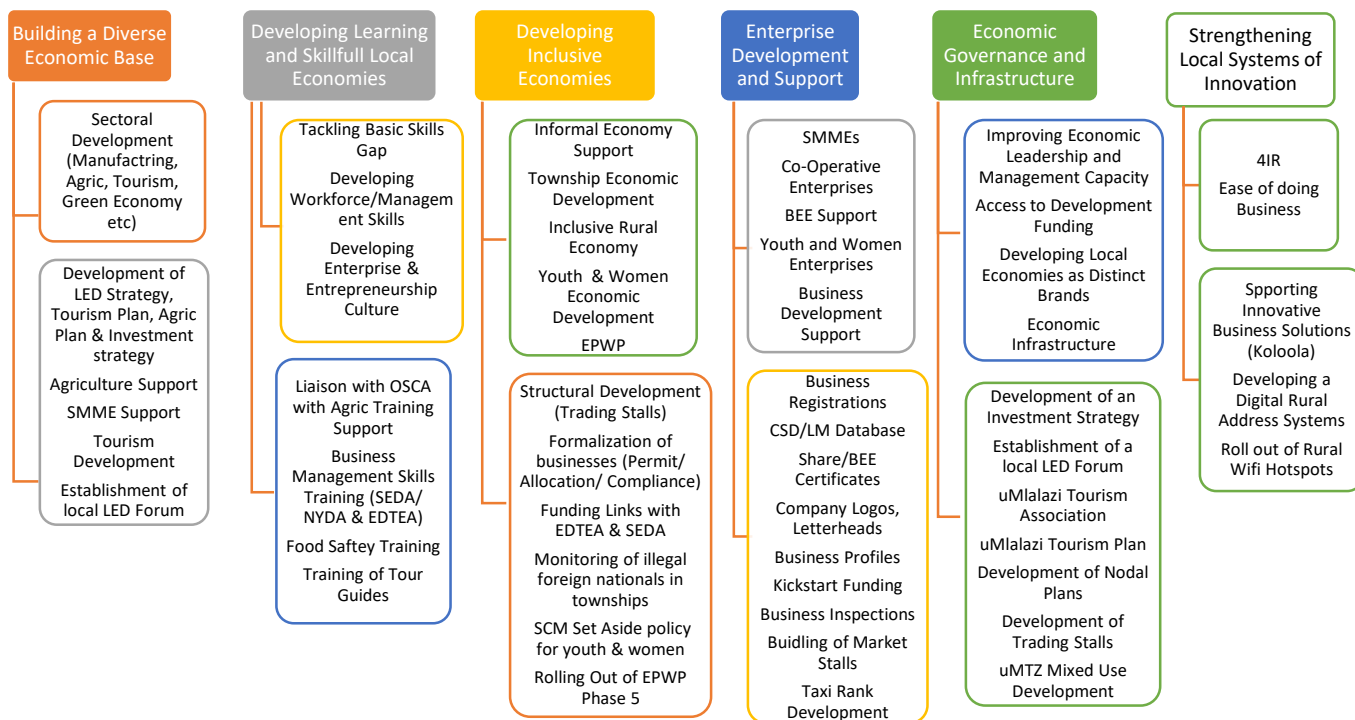 Building a Diverse
Economic Base
Sectoral
Development
(Manufactring,
Agric, Tourism,
Green Economy
etc)
Development of
LED Strategy,
Tourism Plan, Agric
Plan & Investment
strategy
Agriculture Support
SMME Support
Tourism
Development
Establishment of
local LED Forum
Developing Learning
and Skillfull Local
Economies
Tackling Basic Skills
Gap
Developing
Workforce/Managem
ent Skills
Developing
Enterprise &
Entrepreneurship
Culture
Liaison with OSCA
with Agric Training
Support
Business
Management Skills
Training (SEDA/
NYDA & EDTEA)
Food Saftey Training
Training of Tour
Guides
Developing
Inclusive
Economies
Informal Economy
Support
Township Economic
Development
Inclusive Rural
Economy
Youth & Women
Economic
Development
EPWP
Structural Development
(Trading Stalls)
Formalization of
businesses (Permit/
Allocation/ Compliance)
Funding Links with
EDTEA & SEDA
Monitoring of illegal
foreign nationals in
townships
SCM Set Aside policy
for youth & women
Rolling Out of EPWP
Phase 5
Enterprise
Development
and Support
SMMEs
Co-Operative
Enterprises
BEE Support
Youth and Women
Enterprises
Business
Development
Support
Business
Registrations
CSD/LM Database
Share/BEE
Certificates
Company Logos,
Letterheads
Business Profiles
Kickstart Funding
Business Inspections
Buidling of Market
Stalls
Taxi Rank
Development
Economic
Governance and
Infrastructure
Improving Economic
Leadership and
Management Capacity
Access to Development
Funding
Developing Local
Economies as Distinct
Brands
Economic
Infrastructure
Development of an
Investment Strategy
Establishment of a
local LED Forum
uMlalazi Tourism
Association
uMlalazi Tourism Plan
Development of Nodal
Plans
Development of
Trading Stalls
uMTZ Mixed Use
Development
Strengthening
Local Systems of
Innovation
4IR
Ease of doing
Business
Spporting
Innovative
Business Solutions
(Koloola)
Developing a
Digital Rural
Address Systems
Roll out of Rural
Wifi Hotspots